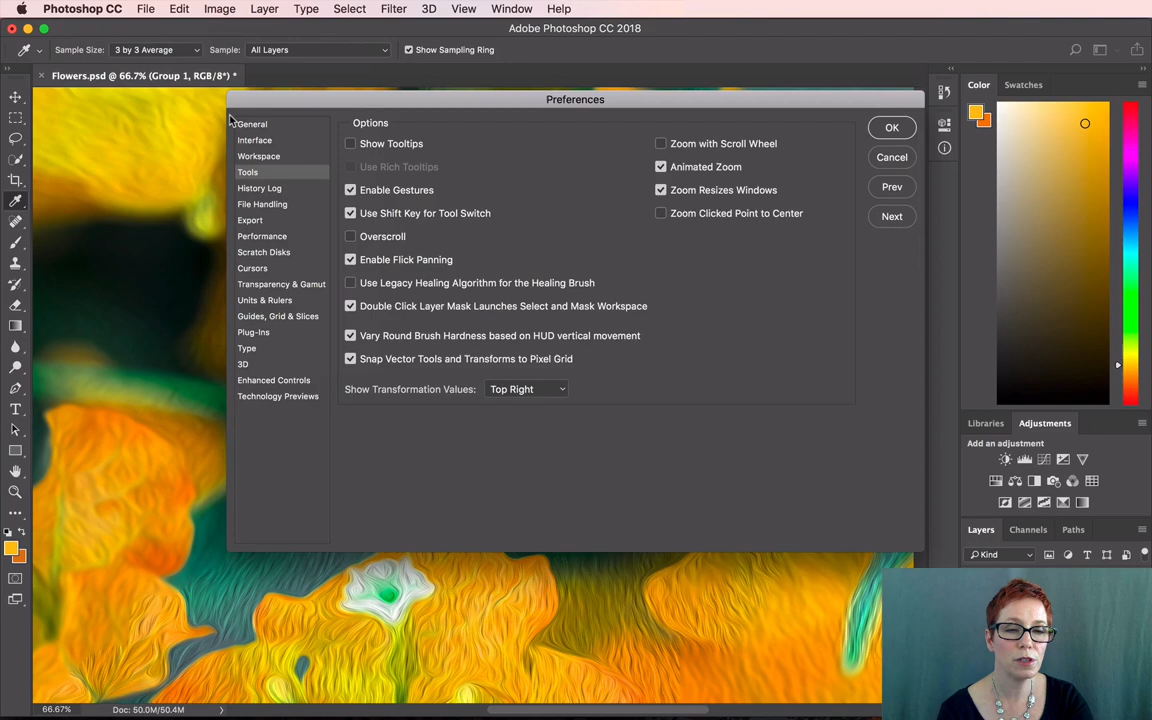 Photoshop CC File Edit Image Layer Type Select Filter 3D View Window Help
Adobe Photoshop CC 2018
Sample Size: 3 by 3 Average Sample: All Layers Show Sampling Ring
Flowers.psd @ 66.7% (Group 1, RGB/8*) *
Preferences
General
Interface
Workspace
Tools
History Log
File Handling
Export
Performance
Scratch Disks
Cursors
Transparency & Gamut
Units & Rulers
Guides, Grid & Slices
Plug-Ins
Type
3D
Enhanced Controls
Technology Previews
Options
Show Tooltips
Use Rich Tooltips
Enable Gestures
Use Shift Key for Tool Switch
Overscroll
Enable Flick Panning
Use Legacy Healing Algorithm for the Healing Brush
Double Click Layer Mask Launches Select and Mask Workspace
Vary Round Brush Hardness based on HUD vertical movement
Snap Vector Tools and Transforms to Pixel Grid
Show Transformation Values: Top Right
Zoom with Scroll Wheel
Animated Zoom
Zoom Resizes Windows
Zoom Clicked Point to Center
OK
Cancel
Prev
Next
Color Swatches
Libraries Adjustments
Add an adjustment
Layers Channels Paths
Kind
66.67% Doc: 50.0M/50.4M